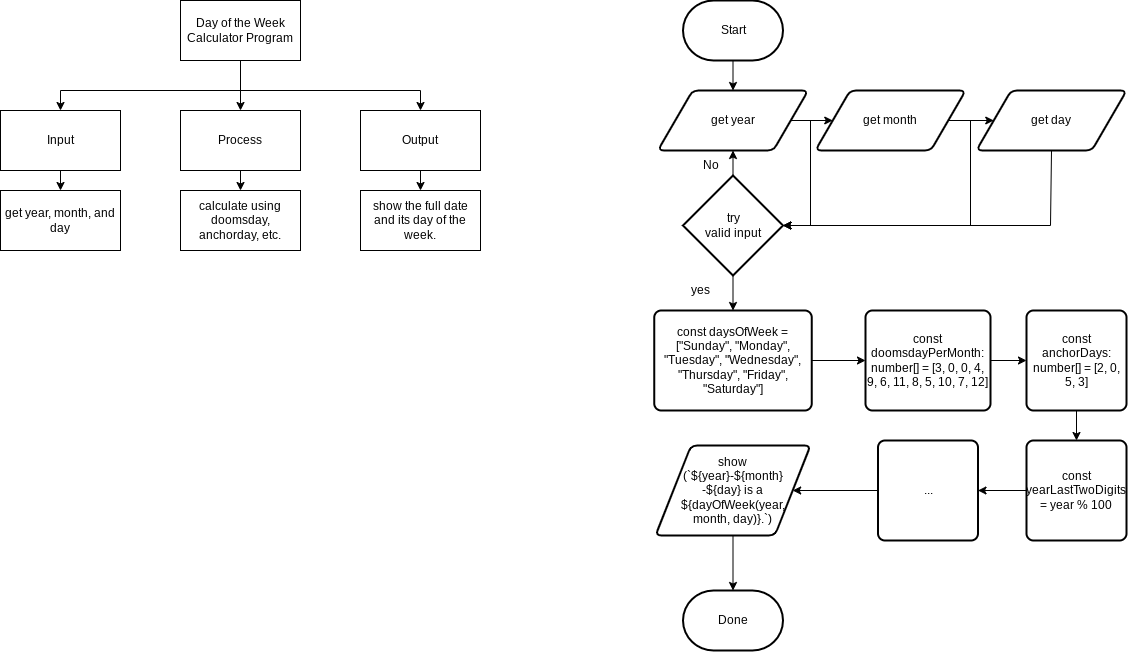 Day of the Week
Calculator Program
Input
Process
Output
get year, month, and
day
calculate using
doomsday,
anchorday, etc.
show the full date
and its day of the
week.
Start
get year
get month
get day
No
try
valid input
yes
const daysOfWeek =
["Sunday", "Monday",
"Tuesday", "Wednesday",
"Thursday", "Friday",
"Saturday"]
const
doomsdayPerMonth:
number[] = [3, 0, 0, 4,
9, 6, 11, 8, 5, 10, 7, 12]
const
anchorDays:
number[] = [2, 0,
5, 3]
const
yearLastTwoDigits
= year % 100
...
show
(`${year}-${month}
-${day} is a
${dayOfWeek(year,
month, day)}.`)
Done